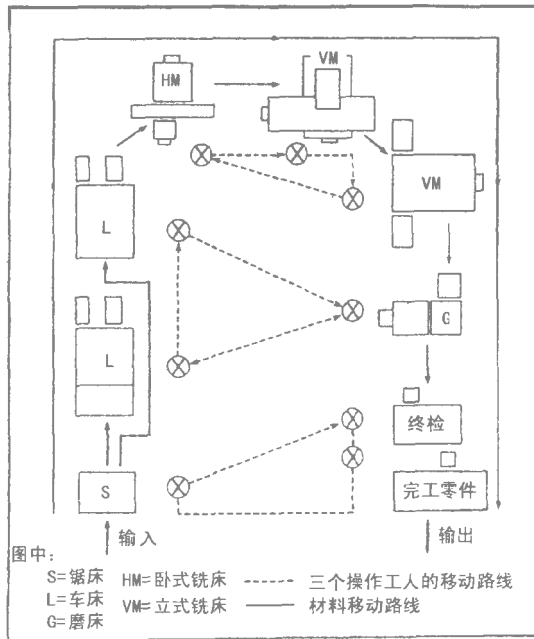 VM
HM
VM
L
L
G
终检
S
完工零件
输入
输出
图中:
S=锯床 HM=卧式铣床 三个操作工人的移动路线
L=车床 VM=立式铣床 材料移动路线
G=磨床